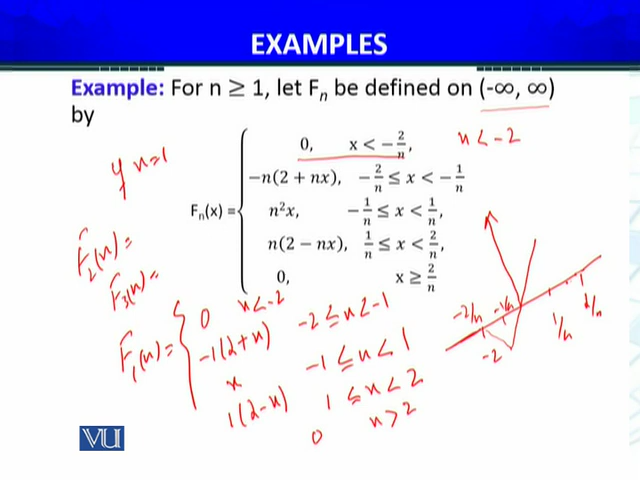 EXAMPLES
Example: For n ≥ 1, let Fₙ be defined on (-∞, ∞)
by
Fₙ(x) = {
0, x < −2/n,
−n(2 + nx), −2/n ≤ x < −1/n
n²x, −1/n ≤ x < 1/n,
n(2 − nx), 1/n ≤ x < 2/n,
0, x ≥ 2/n
x < -2
if n=1
F₂(x) =
F₃(x) =
F₁(x) = {
0 x < -2
-1(2+x) -2 ≤ x < -1
x -1 ≤ x < 1
1(2-x) 1 ≤ x < 2
0 x > 2
-2/n -1/n
1/n 2/n
-2
VU